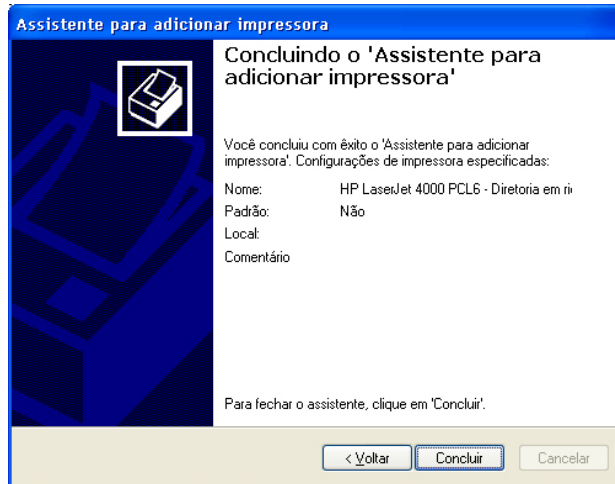 Assistente para adicionar impressora
Concluindo o 'Assistente para
adicionar impressora'
Você concluiu com êxito o 'Assistente para adicionar
impressora'. Configurações de impressora especificadas:
Nome: HP LaserJet 4000 PCL6 - Diretoria em
Padrão: Não
Local:
Comentário
Para fechar o assistente, clique em 'Concluir'.
< Voltar Concluir Cancelar